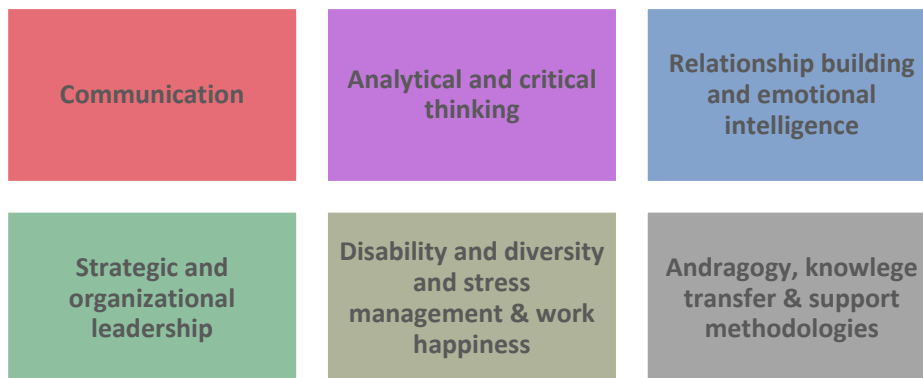 Communication
Analytical and critical
thinking
Relationship building
and emotional
intelligence
Strategic and
organizational
leadership
Disability and diversity
and stress
management & work
happiness
Andragogy, knowlege
transfer & support
methodologies